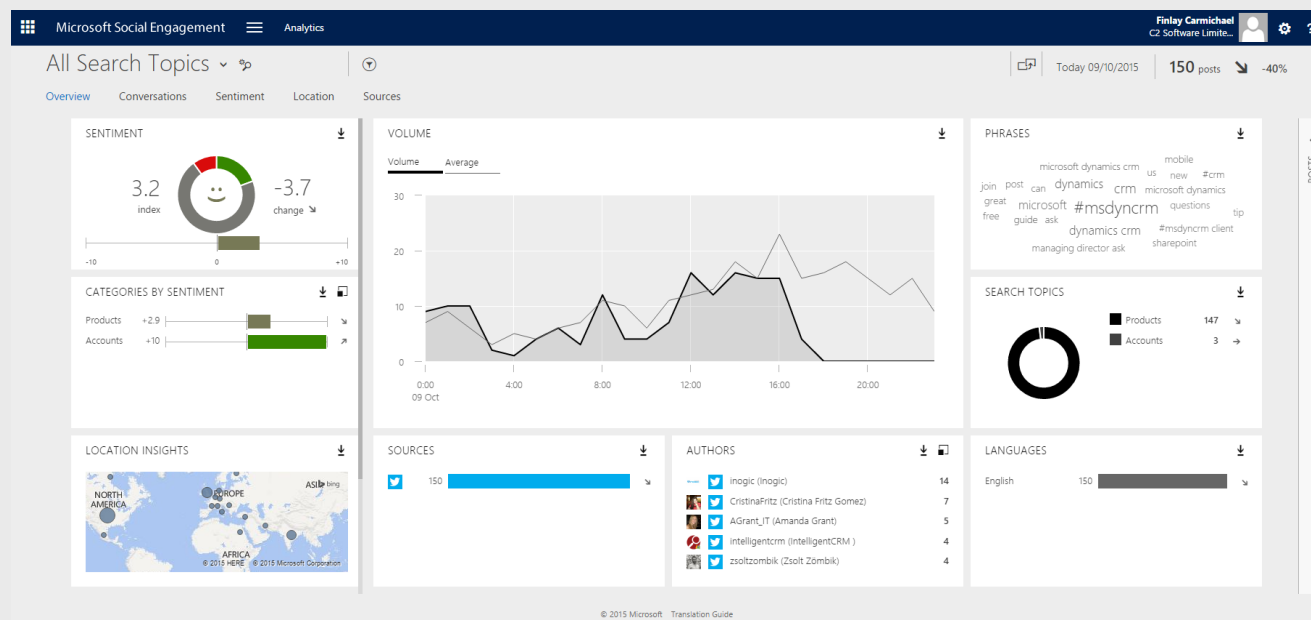 Microsoft Social Engagement
Analytics
Finlay Carmichael
C2 Software Limite...
?
All Search Topics
Today 09/10/2015
150 posts
-40%
Overview
Conversations
Sentiment
Location
Sources
SENTIMENT
3.2
index
-3.7
change
-10
0
+10
VOLUME
Volume
Average
30
20
10
0
0:00
09 Oct
4:00
8:00
12:00
16:00
20:00
PHRASES
mobile
microsoft dynamics crm
us
new
#crm
join
post
can
dynamics
crm
microsoft dynamics
great
microsoft
#msdyncrm
questions
free
guide
ask
tip
dynamics crm
#msdyncrm client
managing director ask
sharepoint
POSTS
CATEGORIES BY SENTIMENT
Products +2.9
Accounts +10
SEARCH TOPICS
Products 147
Accounts 3
LOCATION INSIGHTS
NORTH
AMERICA
EUROPE
bing
AFRICA
© 2015 HERE © 2015 Microsoft Corporation
SOURCES
150
AUTHORS
inogic (Inogic) 14
CristinaFritz (Cristina Fritz Gomez) 7
AGrant_IT (Amanda Grant) 5
intelligentcrm (IntelligentCRM ) 4
zsoltzombik (Zsolt Zömbik) 4
LANGUAGES
English 150
© 2015 Microsoft Translation Guide